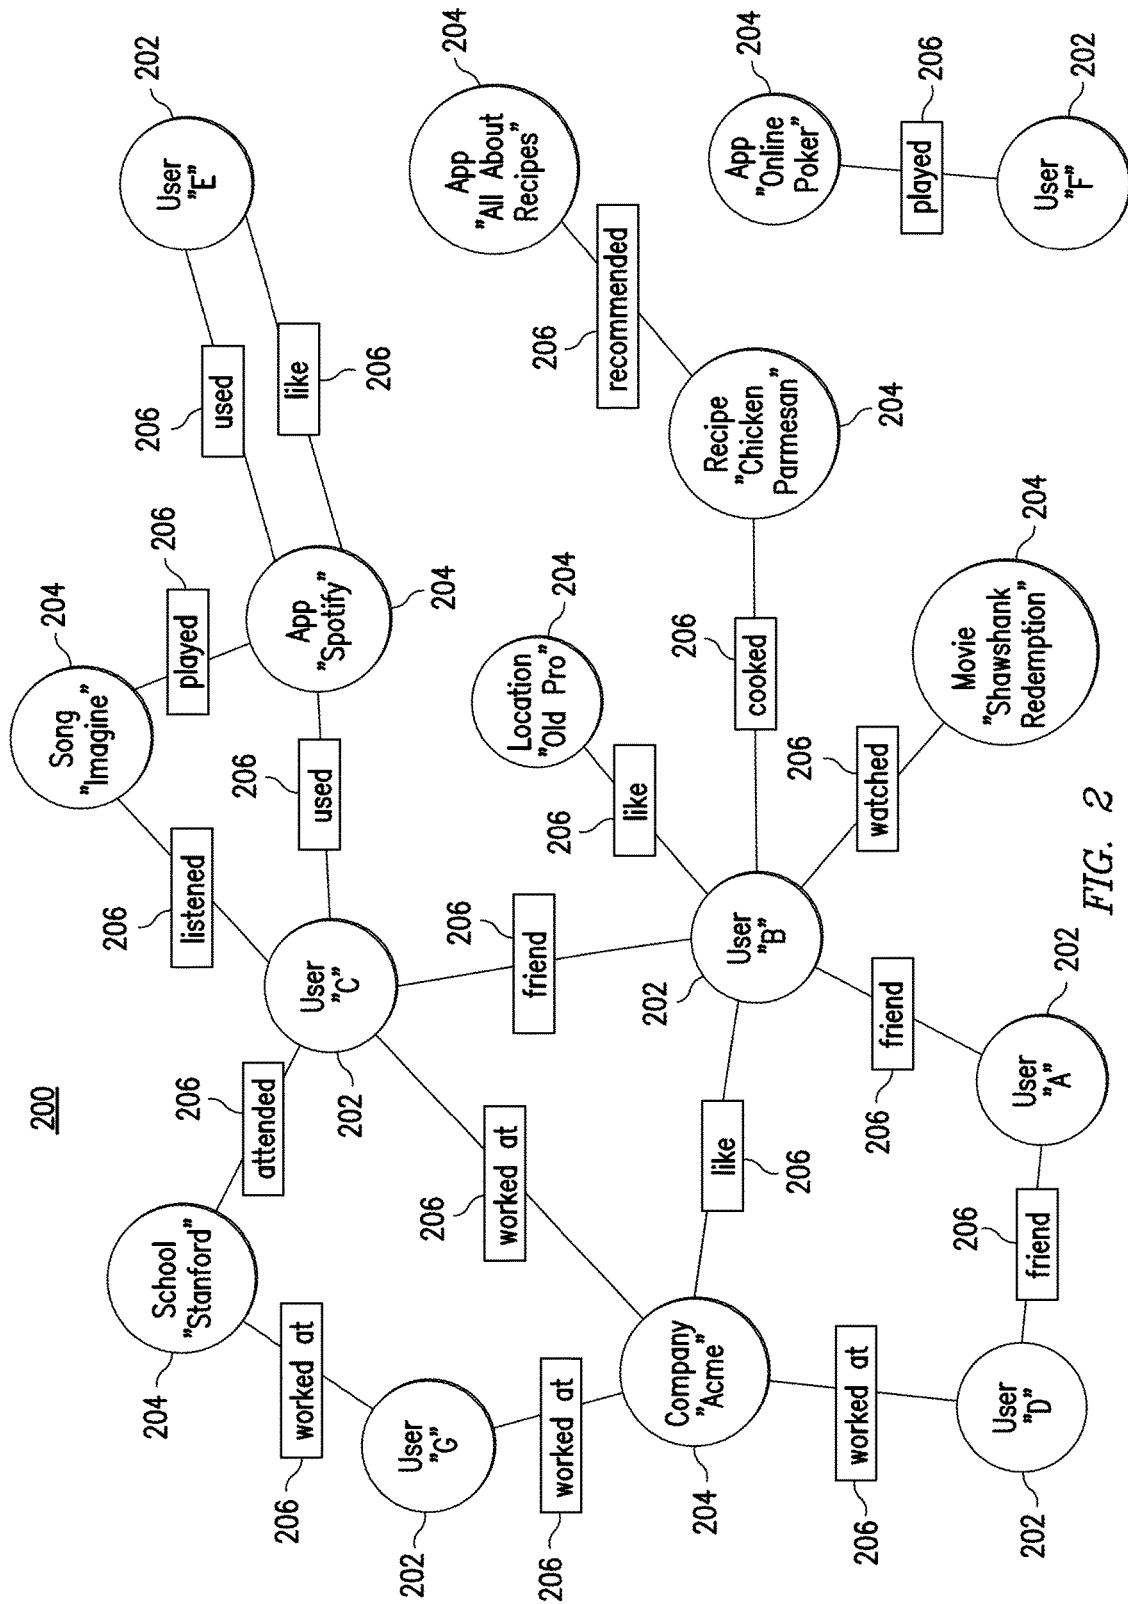 200
204
School
"Stanford"
206
attended
206
listened
204
Song
"Imagine"
206
played
206
used
202
User
"E"
206
worked at
202
User
"C"
206
used
App
"Spotify"
204
like
206
202
User
"G"
206
worked at
206
friend
204
Location
"Old Pro"
204
App
"All About
Recipes"
206
worked at
206
like
206
recommended
204
Company
"Acme"
like
206
202
User
"B"
206
cooked
Recipe
"Chicken
Parmesan"
204
204
App
"Online
Poker"
206
worked at
206
friend
206
watched
206
played
202
User
"D"
206
friend
User
"A"
202
Movie
"Shawshank
Redemption"
204
User
"F"
202
FIG. 2